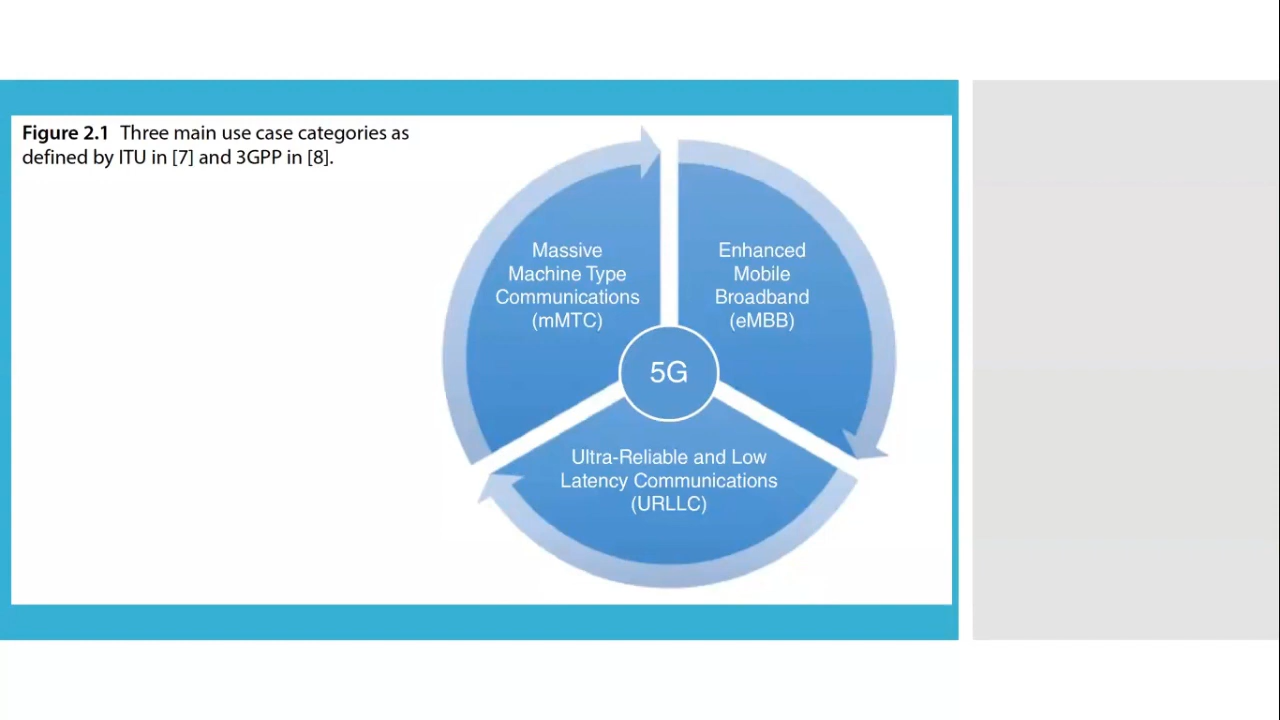 Figure 2.1 Three main use case categories as
defined by ITU in [7] and 3GPP in [8].
Massive
Machine Type
Communications
(mMTC)
Enhanced
Mobile
Broadband
(eMBB)
5G
Ultra-Reliable and Low
Latency Communications
(URLLC)